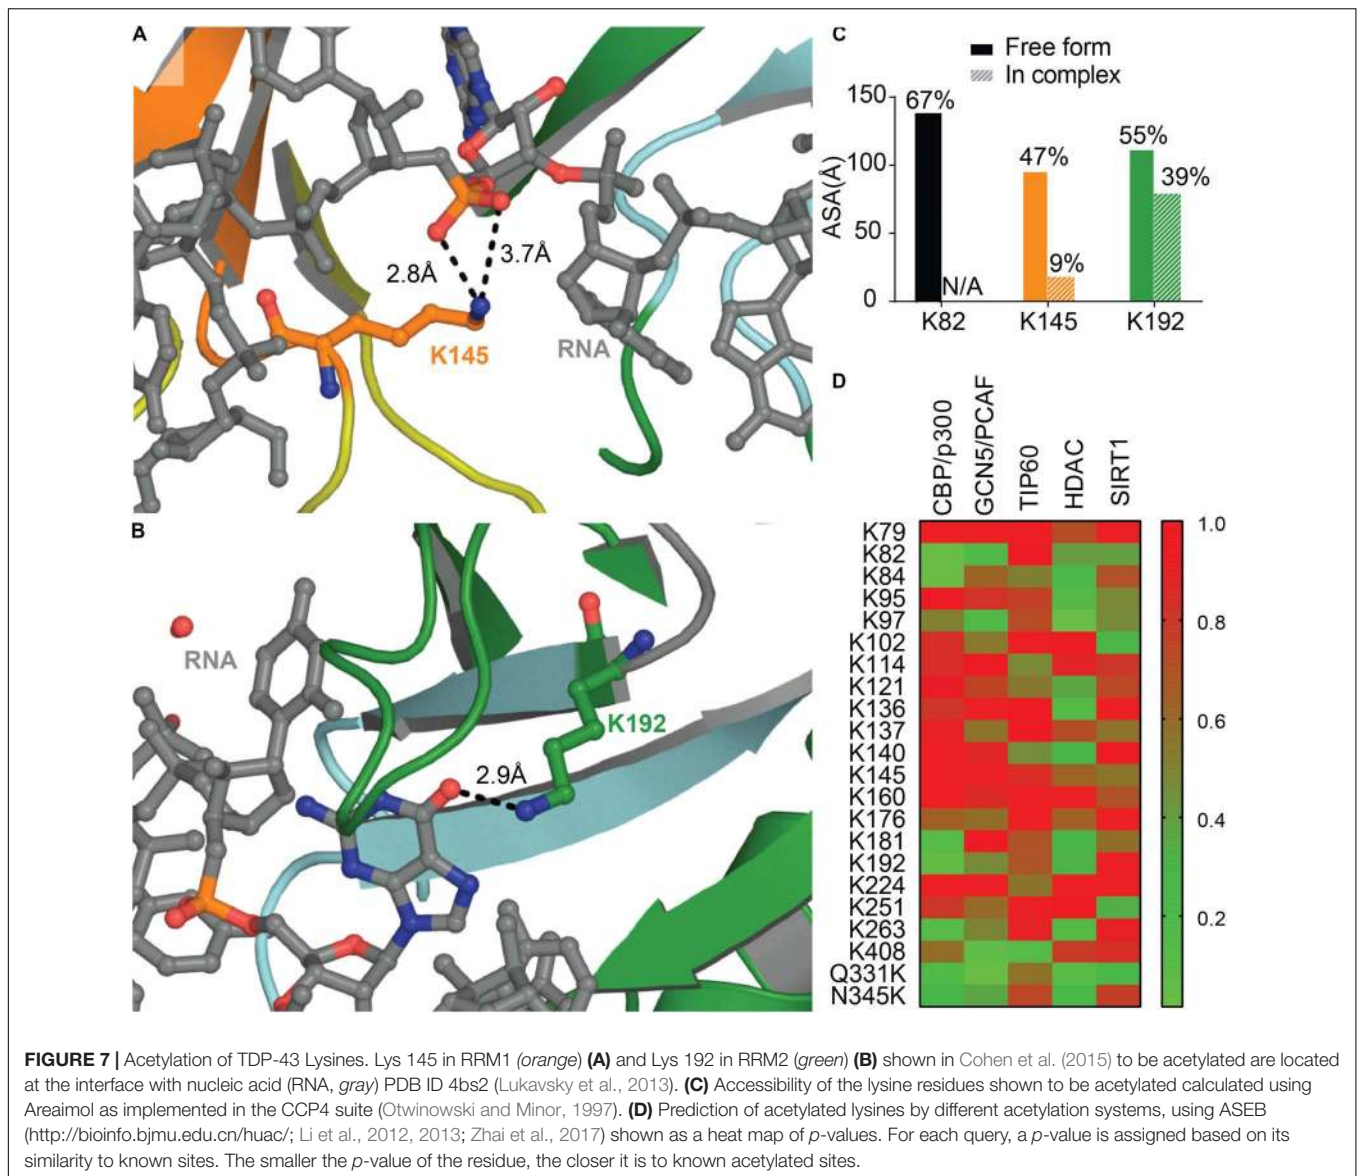 A
2.8Å
3.7Å
K145
RNA
B
RNA
K192
2.9Å
C
Free form
In complex
ASA(Å)
150
100
50
0
67%
N/A
47%
9%
55%
39%
K82 K145 K192
D
CBP/p300
GCN5/PCAF
TIP60
HDAC
SIRT1
K79
K82
K84
K95
K97
K102
K114
K121
K136
K137
K140
K145
K160
K176
K181
K192
K224
K251
K263
K408
Q331K
N345K
1.0
0.8
0.6
0.4
0.2
FIGURE 7 | Acetylation of TDP-43 Lysines. Lys 145 in RRM1 (orange) (A) and Lys 192 in RRM2 (green) (B) shown in Cohen et al. (2015) to be acetylated are located
at the interface with nucleic acid (RNA, gray) PDB ID 4bs2 (Lukavsky et al., 2013). (C) Accessibility of the lysine residues shown to be acetylated calculated using
Areaimol as implemented in the CCP4 suite (Otwinowski and Minor, 1997). (D) Prediction of acetylated lysines by different acetylation systems, using ASEB
(http://bioinfo.bjmu.edu.cn/huac/; Li et al., 2012, 2013; Zhai et al., 2017) shown as a heat map of p-values. For each query, a p-value is assigned based on its
similarity to known sites. The smaller the p-value of the residue, the closer it is to known acetylated sites.